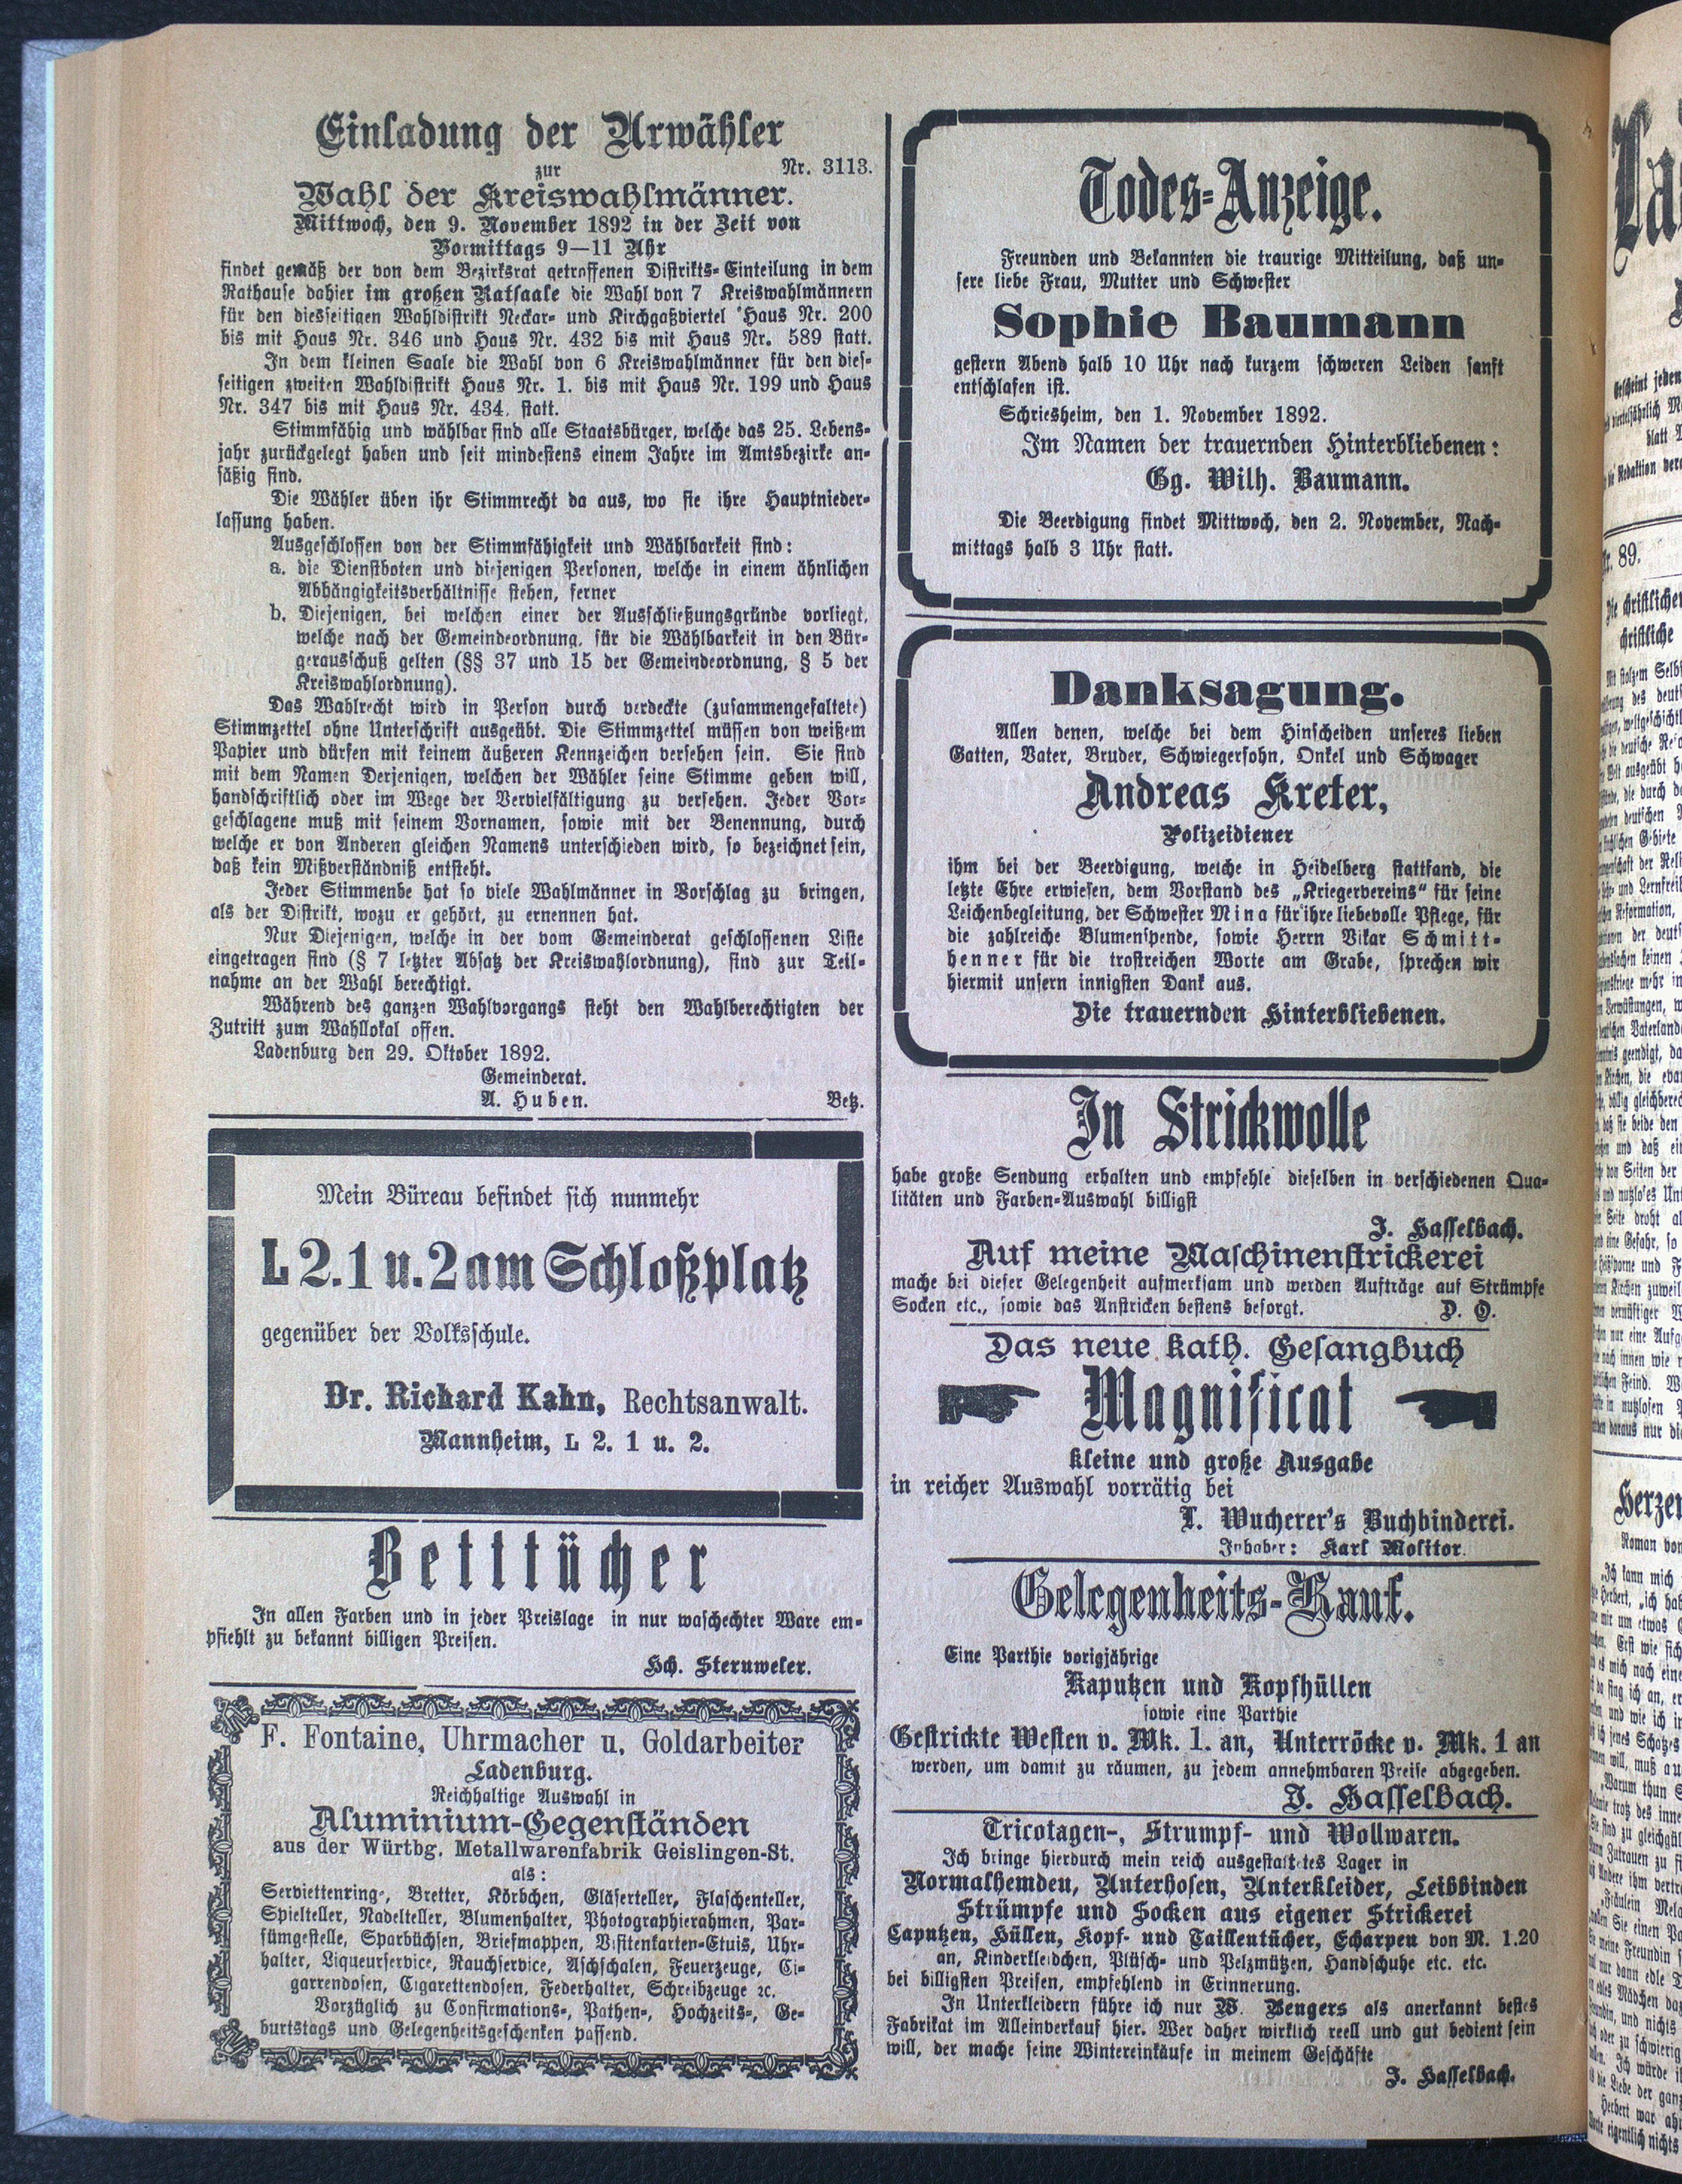 Einladung der Urwähler
zur Nr. 3113.
Wahl der Kreiswahlmänner.
Mittwoch, den 9. November 1892 in der Zeit von
Vormittags 9—11 Uhr
findet gemäß der von dem Bezirksrat getroffenen Distrikts-Einteilung in dem
Rathause dahier im großen Ratsaale die Wahl von 7 Kreiswahlmännern
für den diesseitigen Wahldistrikt Neckar- und Kirchgaßviertel Haus Nr. 200
bis mit Haus Nr. 346 und Haus Nr. 432 bis mit Haus Nr. 589 statt.
In dem kleinen Saale die Wahl von 6 Kreiswahlmänner für den dies-
seitigen zweiten Wahldistrikt Haus Nr. 1. bis mit Haus Nr. 199 und Haus
Nr. 347 bis mit Haus Nr. 434. statt.
Stimmfähig und wählbar sind alle Staatsbürger, welche das 25. Lebens-
jahr zurückgelegt haben und seit mindestens einem Jahre im Amtsbezirke an-
säßig sind.
Die Wähler üben ihr Stimmrecht da aus, wo sie ihre Hauptnieder-
lassung haben.
Ausgeschlossen von der Stimmfähigkeit und Wählbarkeit sind:
a. die Dienstboten und diejenigen Personen, welche in einem ähnlichen
Abhängigkeitsverhältnisse stehen, ferner
b. Diejenigen, bei welchen einer der Ausschließungsgründe vorliegt,
welche nach der Gemeindeordnung, für die Wählbarkeit in den Bür-
gerausschuß gelten (§§ 37 und 15 der Gemeindeordnung, § 5 der
Kreiswahlordnung).
Das Wahlrecht wird in Person durch verdeckte (zusammengefaltete)
Stimmzettel ohne Unterschrift ausgeübt. Die Stimmzettel müssen von weißem
Papier und dürfen mit keinem äußeren Kennzeichen versehen sein. Sie sind
mit dem Namen Derjenigen, welchen der Wähler seine Stimme geben will,
handschriftlich oder im Wege der Vervielfältigung zu versehen. Jeder Vor-
geschlagene muß mit seinem Vornamen, sowie mit der Benennung, durch
welche er von Anderen gleichen Namens unterschieden wird, so bezeichnet sein,
daß kein Mißverständniß entsteht.
Jeder Stimmenbe hat so viele Wahlmänner in Vorschlag zu bringen,
als der Distrikt, wozu er gehört, zu ernennen hat.
Nur Diejenigen, welche in der vom Gemeinderat geschlossenen Liste
eingetragen sind (§ 7 letzter Absatz der Kreiswahlordnung), sind zur Teil-
nahme an der Wahl berechtigt.
Während des ganzen Wahlvorgangs steht den Wahlberechtigten der
Zutritt zum Wahllokal offen.
Ladenburg den 29. Oktober 1892.
Gemeinderat.
A. Huben. Betz.
Mein Büreau befindet sich nunmehr
L 2. 1 u. 2 am Schloßplatz
gegenüber der Volksschule.
Dr. Richard Kahn, Rechtsanwalt.
Mannheim, L 2. 1 u. 2.
Betttücher
In allen Farben und in jeder Preislage in nur waschechter Ware em-
pfiehlt zu bekannt billigen Preisen.
Hch. Sternweler.
F. Fontaine, Uhrmacher u. Goldarbeiter
Ladenburg.
Reichhaltige Auswahl in
Aluminium-Gegenständen
aus der Würtbg. Metallwarenfabrik Geislingen-St.
als:
Serviettenring-, Bretter, Körbchen, Gläserteller, Flaschenteller,
Spielteller, Nadelteller, Blumenhalter, Photographierahmen, Par-
fümgestelle, Sparbüchsen, Briefmappen, Visitenkarten-Etuis, Uhr-
halter, Liqueurservice, Rauchservice, Aschschalen, Feuerzeuge, Ci-
garrendosen, Cigarettendosen, Federhalter, Schreibzeuge ꝛc.
Vorzüglich zu Confirmations-, Pathen-, Hochzeits-, Ge-
burtstags und Gelegenheitsgeschenken passend.
Todes-Anzeige.
Freunden und Bekannten die traurige Mitteilung, daß un-
sere liebe Frau, Mutter und Schwester
Sophie Baumann
gestern Abend halb 10 Uhr nach kurzem schweren Leiden sanft
entschlafen ist.
Schriesheim, den 1. November 1892.
Im Namen der trauernden Hinterbliebenen:
Gg. Wilh. Baumann.
Die Beerdigung findet Mittwoch, den 2. November, Nach-
mittags halb 3 Uhr statt.
Danksagung.
Allen denen, welche bei dem Hinscheiden unseres lieben
Gatten, Vater, Bruder, Schwiegersohn, Onkel und Schwager
Andreas Kreter,
Polizeidiener
ihm bei der Beerdigung, welche in Heidelberg stattfand, die
letzte Ehre erwiesen, dem Vorstand des „Kriegervereins“ für seine
Leichenbegleitung, der Schwester Mina für ihre liebevolle Pflege, für
die zahlreiche Blumenspende, sowie Herrn Vikar Schmitt-
henner für die trostreichen Worte am Grabe, sprechen wir
hiermit unsern innigsten Dank aus.
Die trauernden Hinterbliebenen.
In Strickwolle
habe große Sendung erhalten und empfehle dieselben in verschiedenen Qua-
litäten und Farben-Auswahl billigst
J. Hasselbach.
Auf meine Maschinenstrickerei
mache bei dieser Gelegenheit aufmerksam und werden Aufträge auf Strümpfe
Socken etc., sowie das Anstricken bestens besorgt. D. O.
Das neue kath. Gesangbuch
Magnificat
kleine und große Ausgabe
in reicher Auswahl vorrätig bei
L. Wucherer's Buchbinderei.
Inhaber: Karl Molitor.
Gelegenheits-Kauf.
Eine Parthie vorigjährige
Kaputzen und Kopfhüllen
sowie eine Parthie
Gestrickte Westen v. Mk. 1. an, Unterröcke v. Mk. 1 an
werden, um damit zu räumen, zu jedem annehmbaren Preise abgegeben.
J. Hasselbach.
Tricotagen-, Strumpf- und Wollwaren.
Ich bringe hierdurch mein reich ausgestattetes Lager in
Normalhemden, Unterhosen, Unterkleider, Leibbinden
Strümpfe und Socken aus eigener Strickerei
Caputzen, Hüllen, Kopf- und Taillentücher, Echarpen von M. 1.20
an, Kinderkleidchen, Plüsch- und Pelzmützen, Handschuhe etc. etc.
bei billigsten Preisen, empfehlend in Erinnerung.
In Unterkleidern führe ich nur W. Bengers als anerkannt bestes
Fabrikat im Alleinverkauf hier. Wer daher wirklich reell und gut bedient sein
will, der mache seine Wintereinkäufe in meinem Geschäfte
J. Hasselbach.